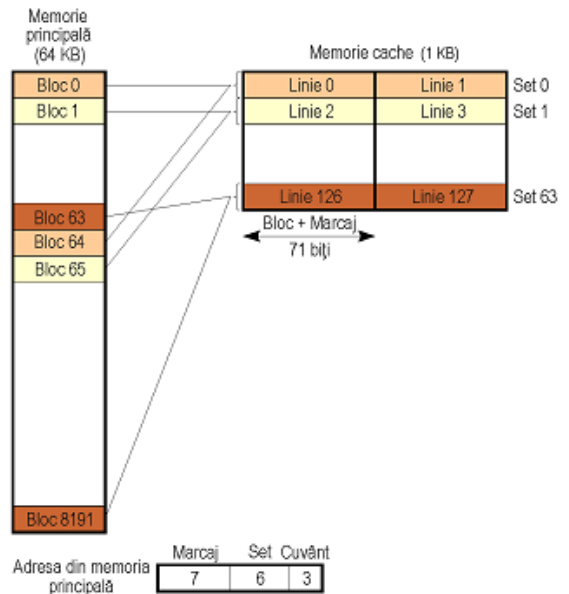 Memorie
principală
(64 KB)
Memorie cache (1 KB)
Bloc 0
Linie 0
Linie 1
Set 0
Bloc 1
Linie 2
Linie 3
Set 1
Linie 126
Linie 127
Set 63
Bloc 63
Bloc + Marcaj
Bloc 64
71 biţi
Bloc 65
Bloc 8191
Marcaj
Set
Cuvânt
Adresa din memoria
principală
7
6
3